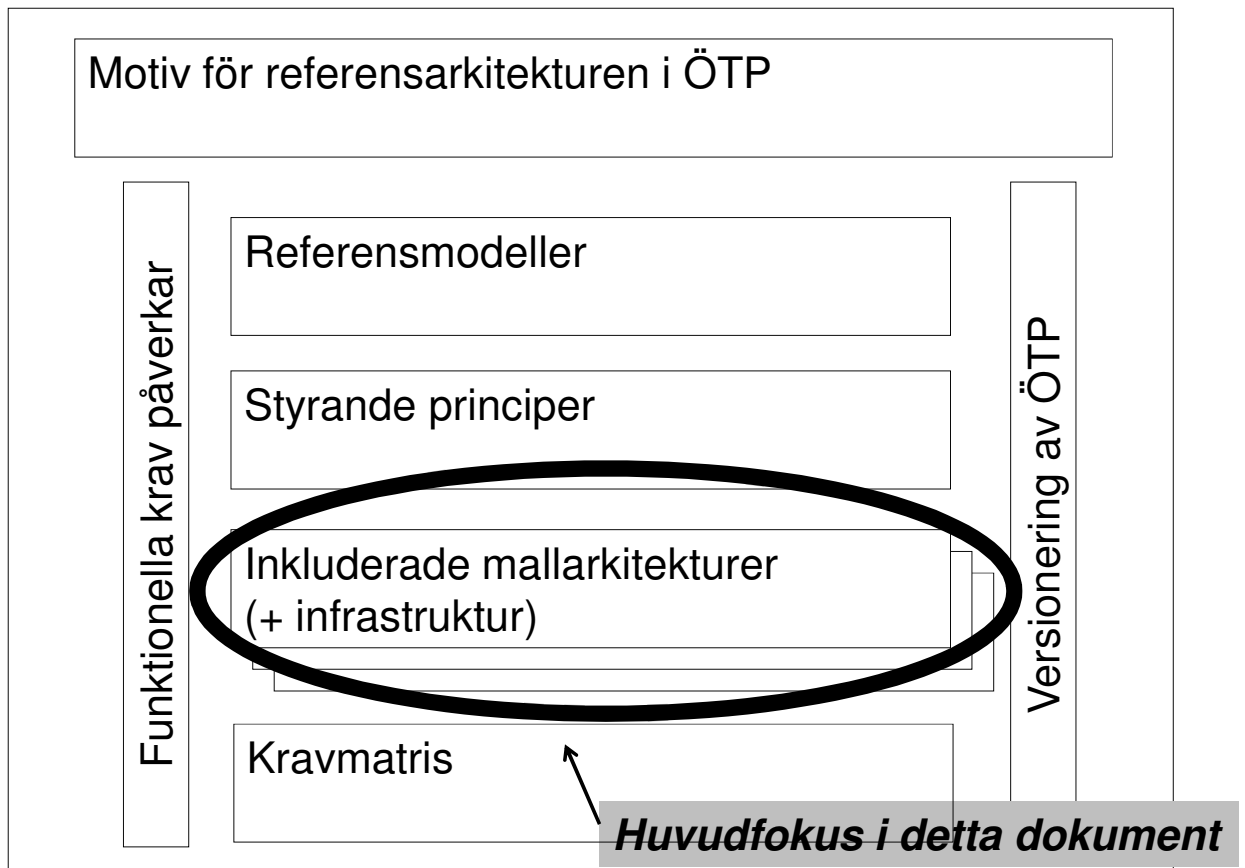 Motiv för referensarkitekturen i ÖTP
Funktionella krav påverkar
Referensmodeller
Styrande principer
Inkluderade mallarkitekturer
(+ infrastruktur)
Kravmatris
Versionering av ÖTP
Huvudfokus i detta dokument